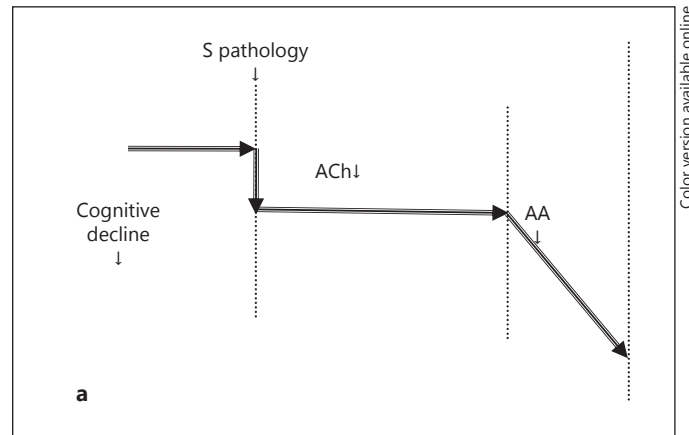 S pathology
↓
ACh↓
Cognitive
decline
↓
AA
↓
a
Color version available online